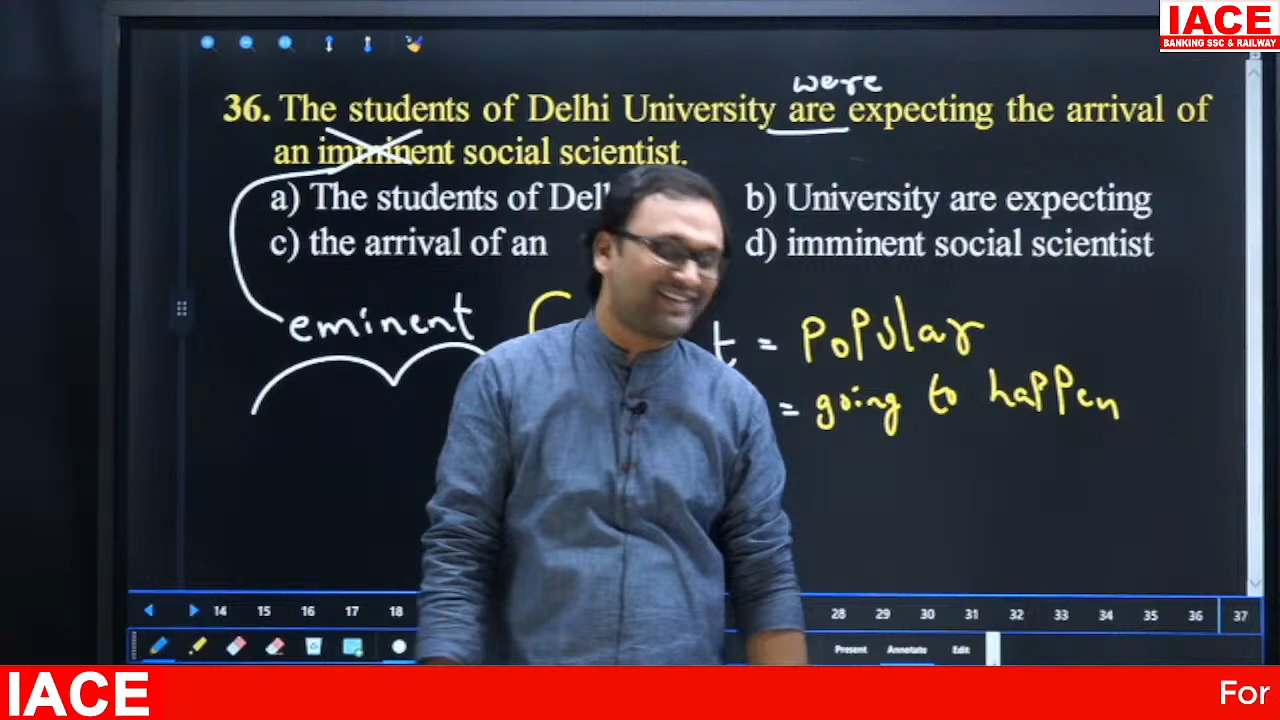 IACE
BANKING SSC & RAILWAY
were
36. The students of Delhi University are expecting the arrival of
an imminent social scientist.
a) The students of Del
b) University are expecting
c) the arrival of an
d) imminent social scientist
eminent
t = Popular
= going to happen
14 15 16 17 18 28 29 30 31 32 33 34 35 36 37
Present Annotate Edit
IACE
For